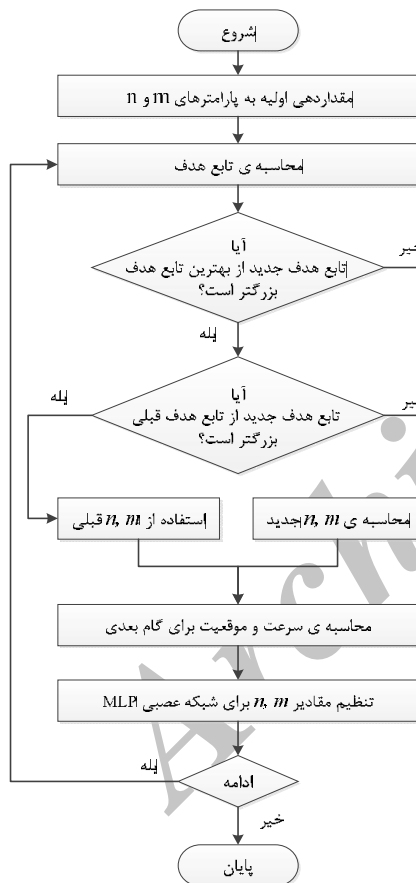 شروع
مقداردهی اولیه به پارامترهای m و n
محاسبه ی تابع هدف
آیا
تابع هدف جدید از بهترین تابع هدف
بزرگتر است؟
خیر
بله
آیا
تابع هدف جدید از تابع هدف قبلی
بزرگتر است؟
خیر
بله
محاسبه ی n, m جدید
استفاده از n, m قبلی
محاسبه ی سرعت و موقعیت برای گام بعدی
تنظیم مقادیر n, m برای شبکه عصبی MLP
ادامه
بله
خیر
پایان
Archi